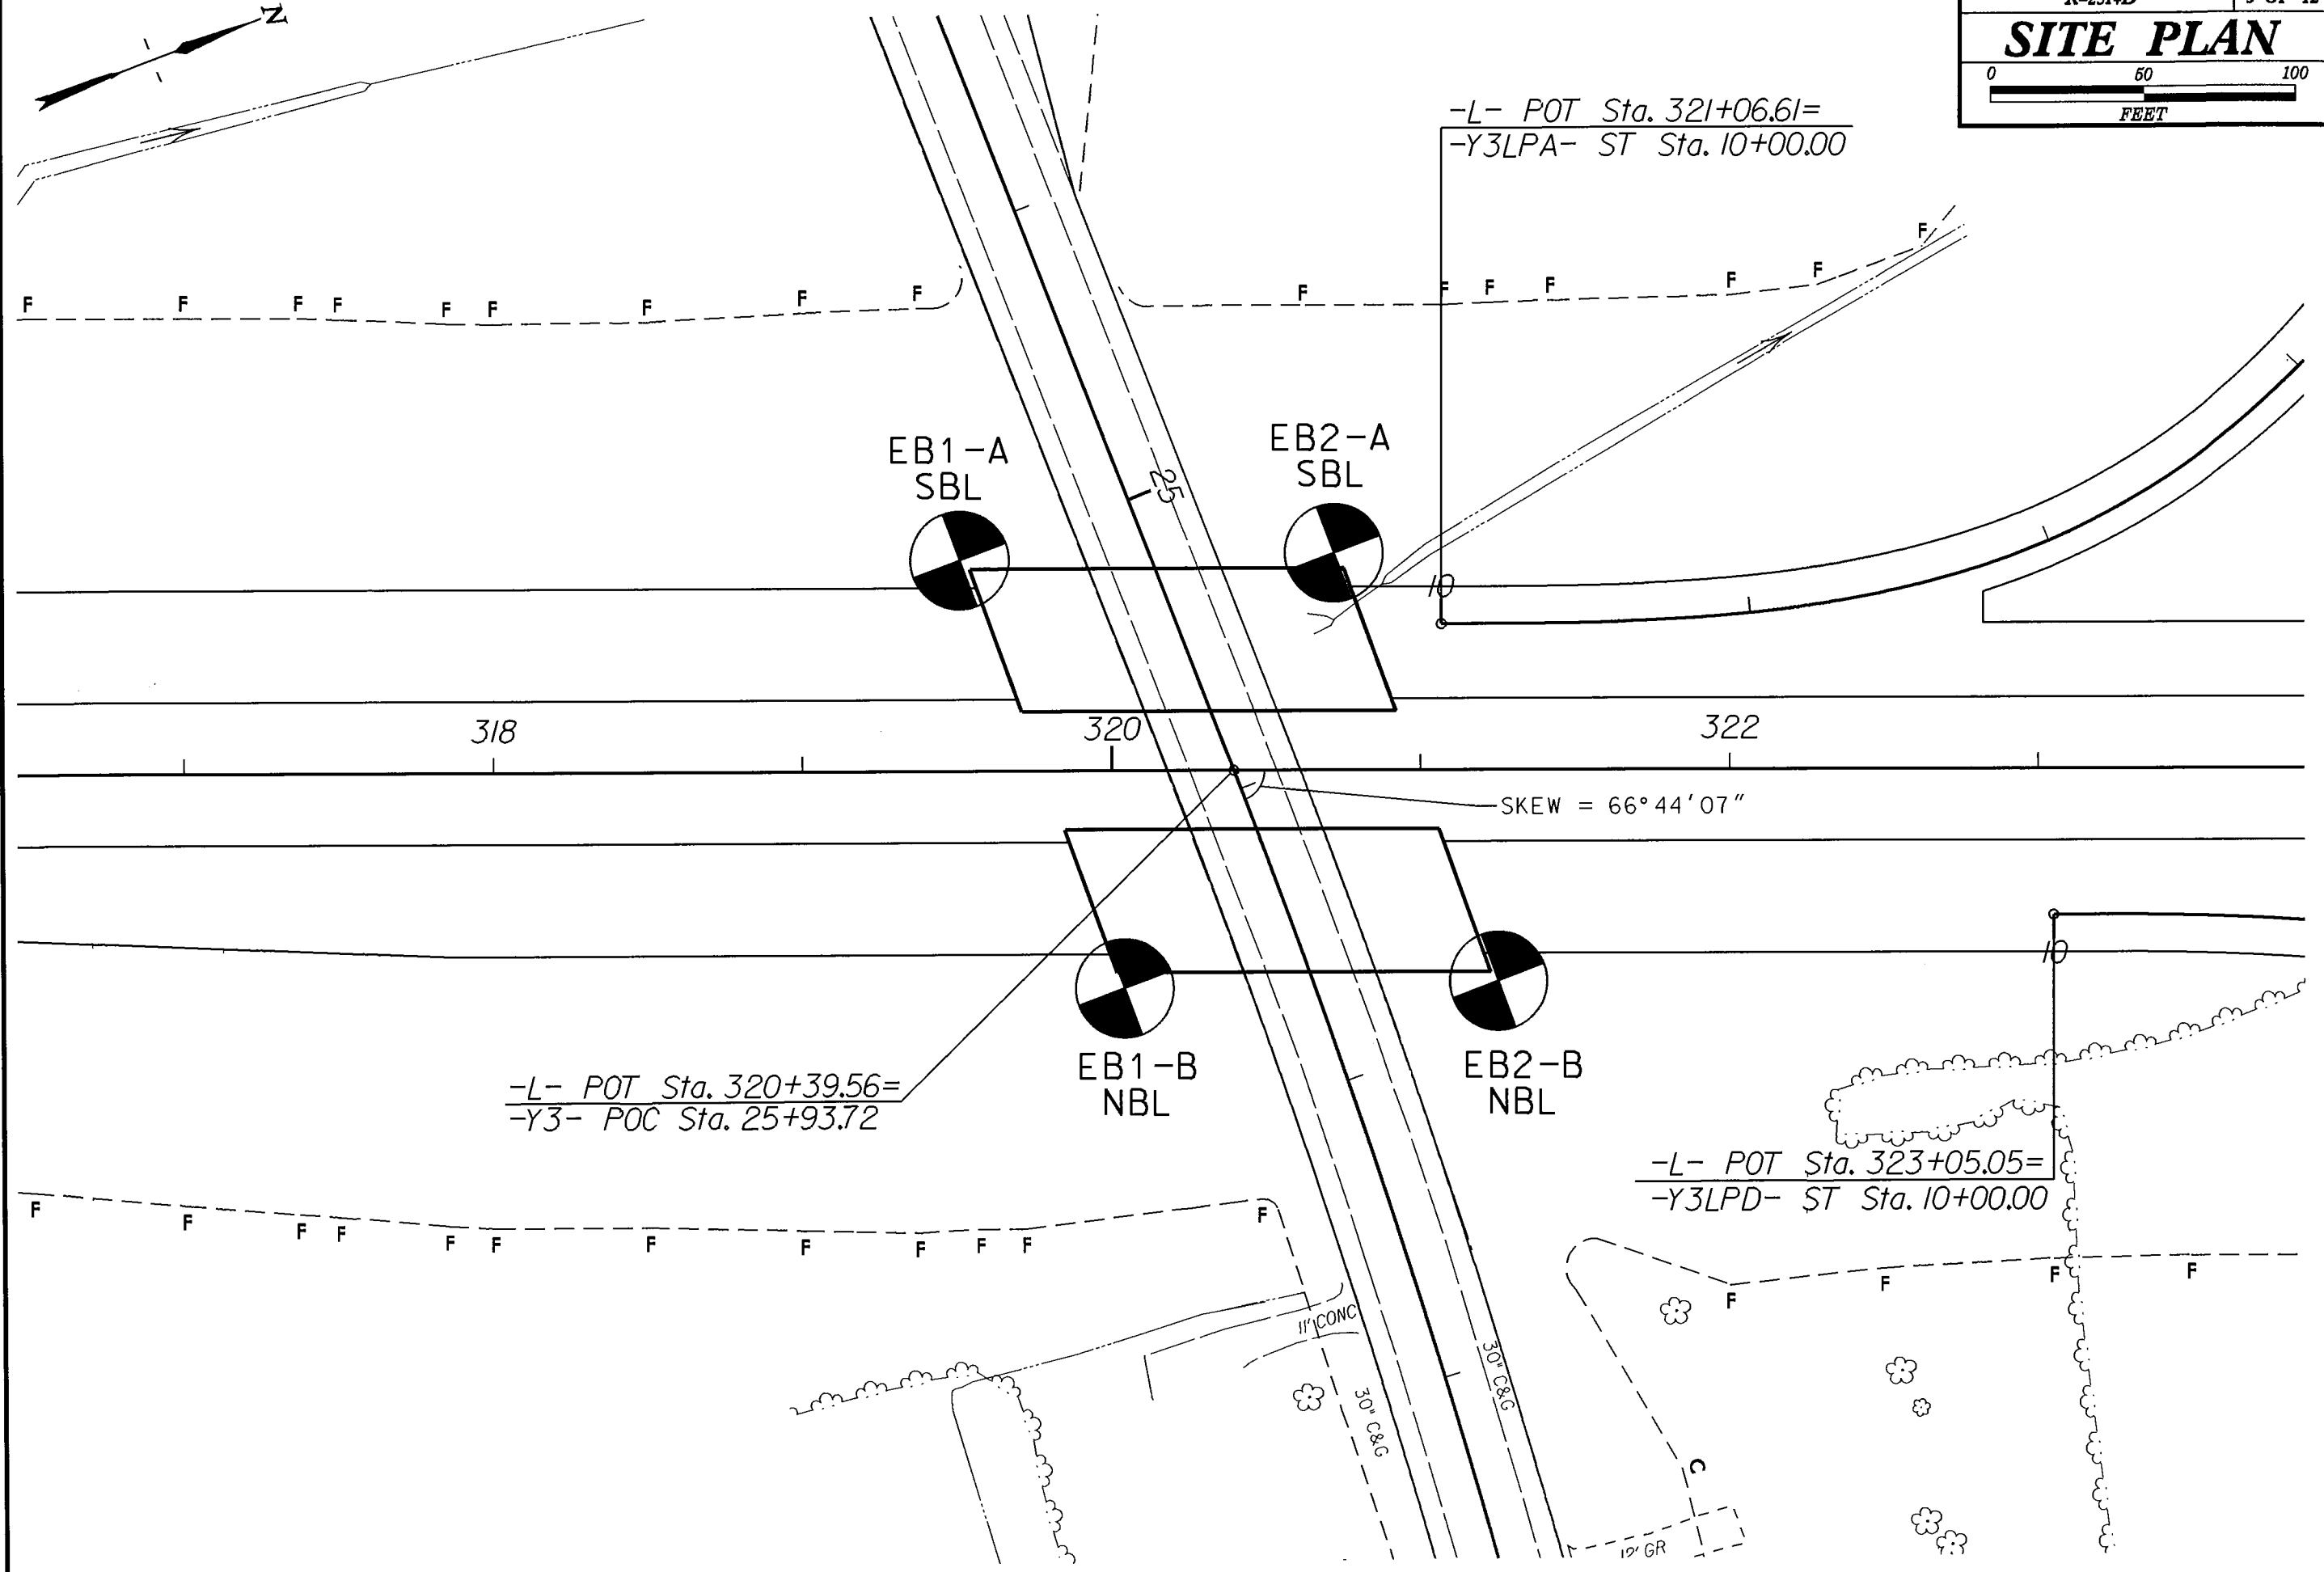 N
SITE PLAN
0 50 100
FEET
-L- POT Sta. 321+06.61=
-Y3LPA- ST Sta. 10+00.00
F
F F F F F F F F F
F F F F F F
25
EB1-A
SBL
EB2-A
SBL
10
318
320
322
SKEW = 66°44'07"
10
EB1-B
NBL
EB2-B
NBL
-L- POT Sta. 320+39.56=
-Y3- POC Sta. 25+93.72
-L- POT Sta. 323+05.05=
-Y3LPD- ST Sta. 10+00.00
F F F F F F F F F F F F
F F F F
11' CONC
30" C&G
30" C&G
C
12' GR